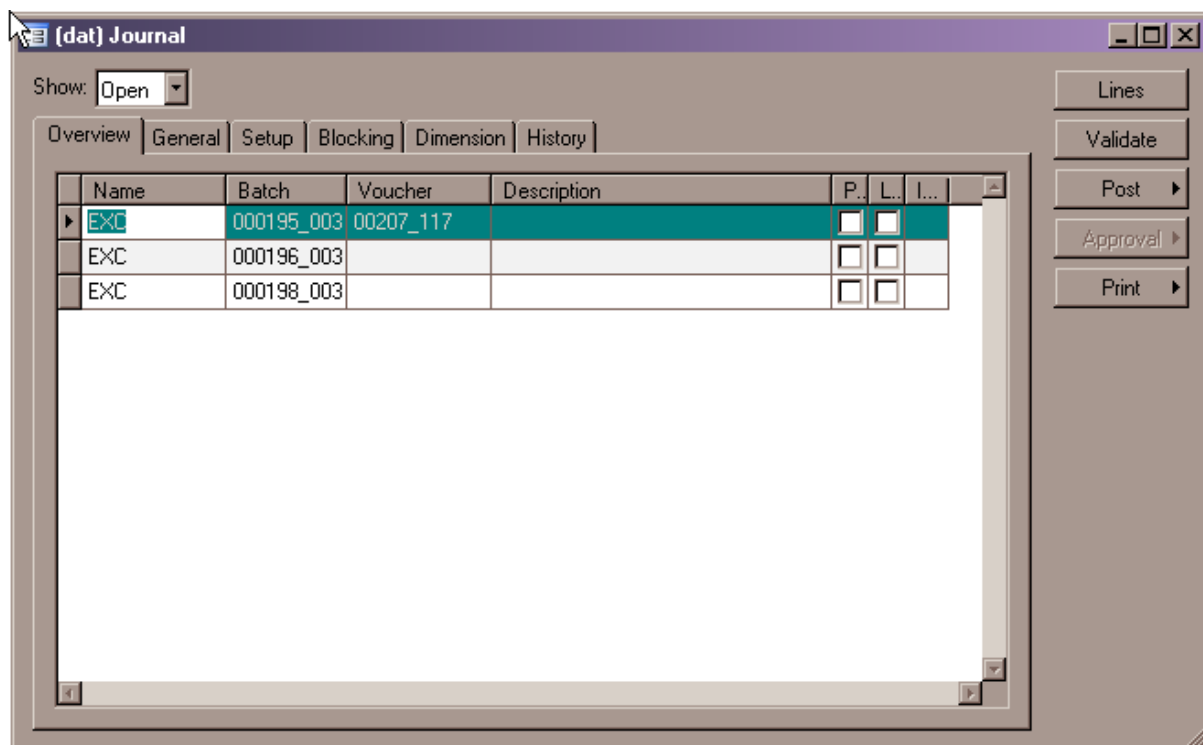 (dat) Journal
Show: Open
Lines
Overview General Setup Blocking Dimension History
Validate
Name Batch Voucher Description P.. L.. I...
Post
EXC 000195_003 00207_117
Approval
EXC 000196_003
EXC 000198_003
Print